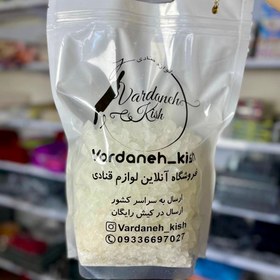 Vardaneh
Kish
Vardaneh_kish
فروشگاه آنلاین لوازم قنادی
ارسال به سراسر کشور
ارسال در کیش رایگان
Vardaneh_kish
09336697027